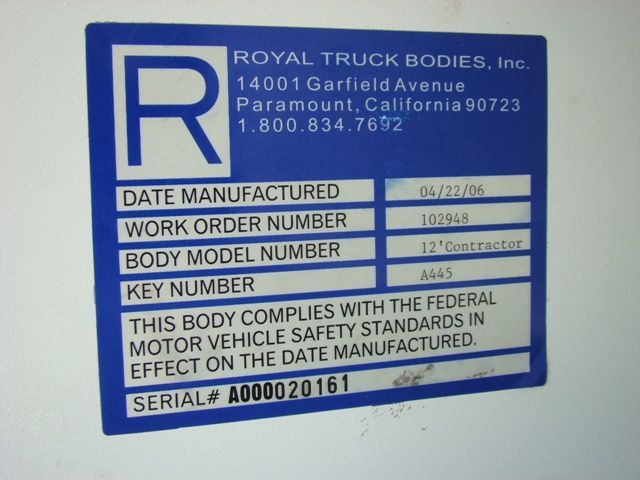 R
ROYAL TRUCK BODIES, Inc.
14001 Garfield Avenue
Paramount, California 90723
1.800.834.7692
DATE MANUFACTURED 04/22/06
WORK ORDER NUMBER 102948
BODY MODEL NUMBER 12'Contractor
KEY NUMBER A445
THIS BODY COMPLIES WITH THE FEDERAL
MOTOR VEHICLE SAFETY STANDARDS IN
EFFECT ON THE DATE MANUFACTURED.
SERIAL# A000020161